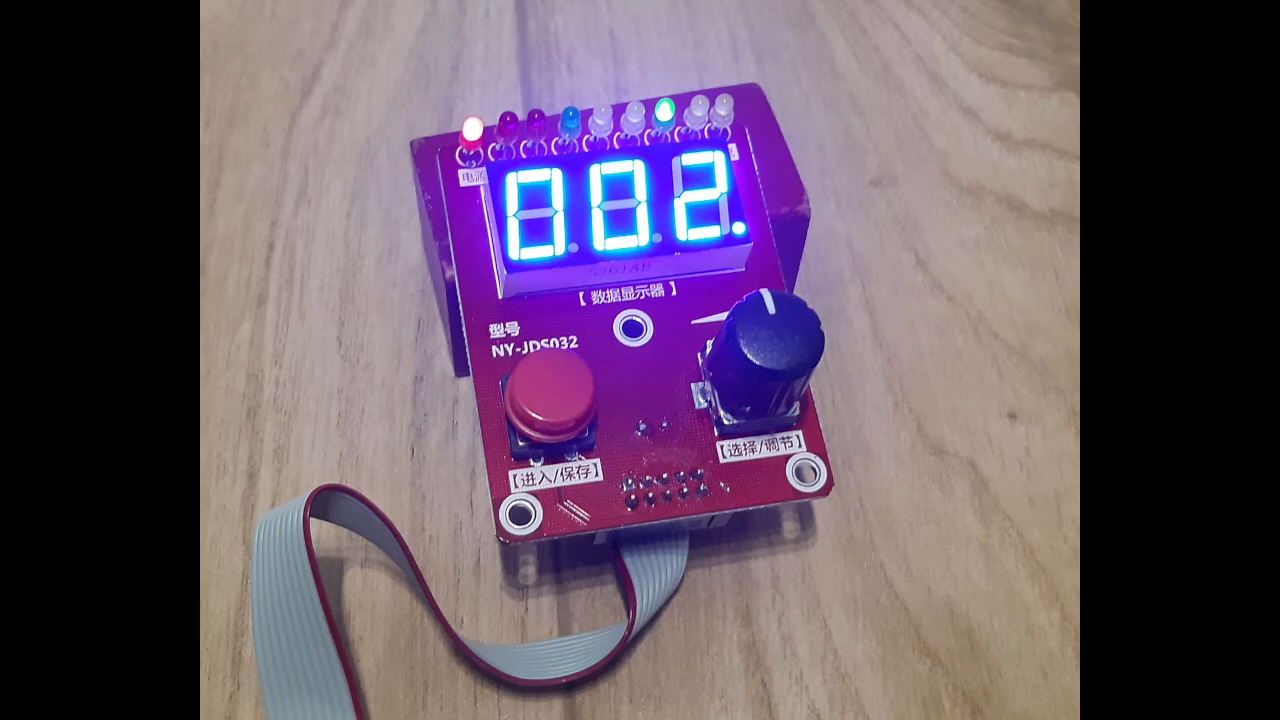 电源
002.
5361AB
【 数据显示器 】
型号
NY-JDS032
【选择/调节】
【进入/保存】